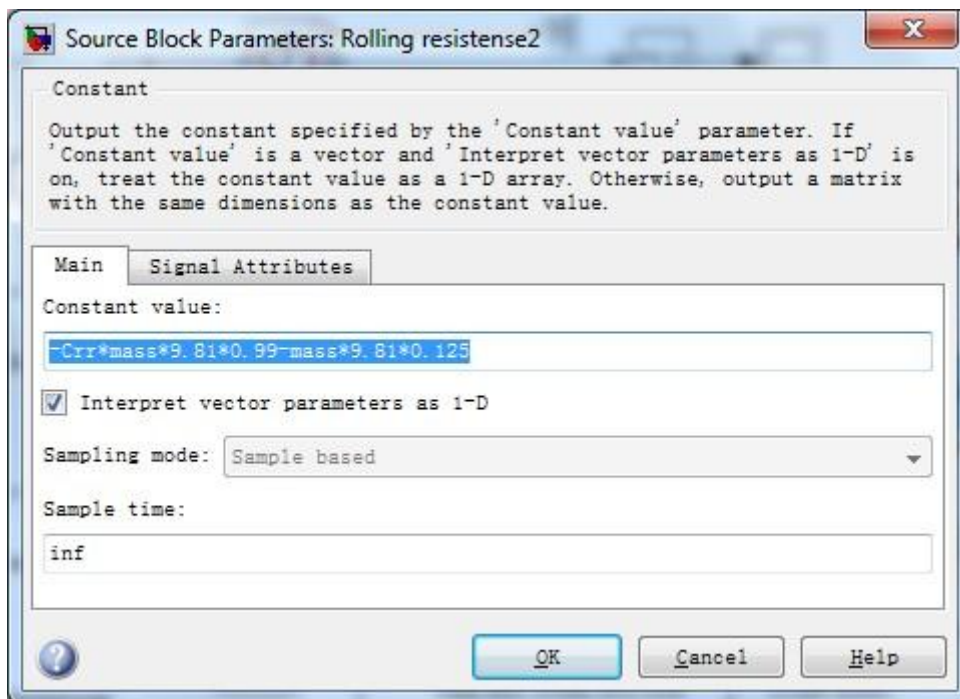 Source Block Parameters: Rolling resistense2
Constant
Output the constant specified by the 'Constant value' parameter. If
'Constant value' is a vector and 'Interpret vector parameters as 1-D' is
on, treat the constant value as a 1-D array. Otherwise, output a matrix
with the same dimensions as the constant value.
Main
Signal Attributes
Constant value:
-Crr*mass*9.81*0.99-mass*9.81*0.125
Interpret vector parameters as 1-D
Sampling mode: Sample based
Sample time:
inf
OK
Cancel
Help